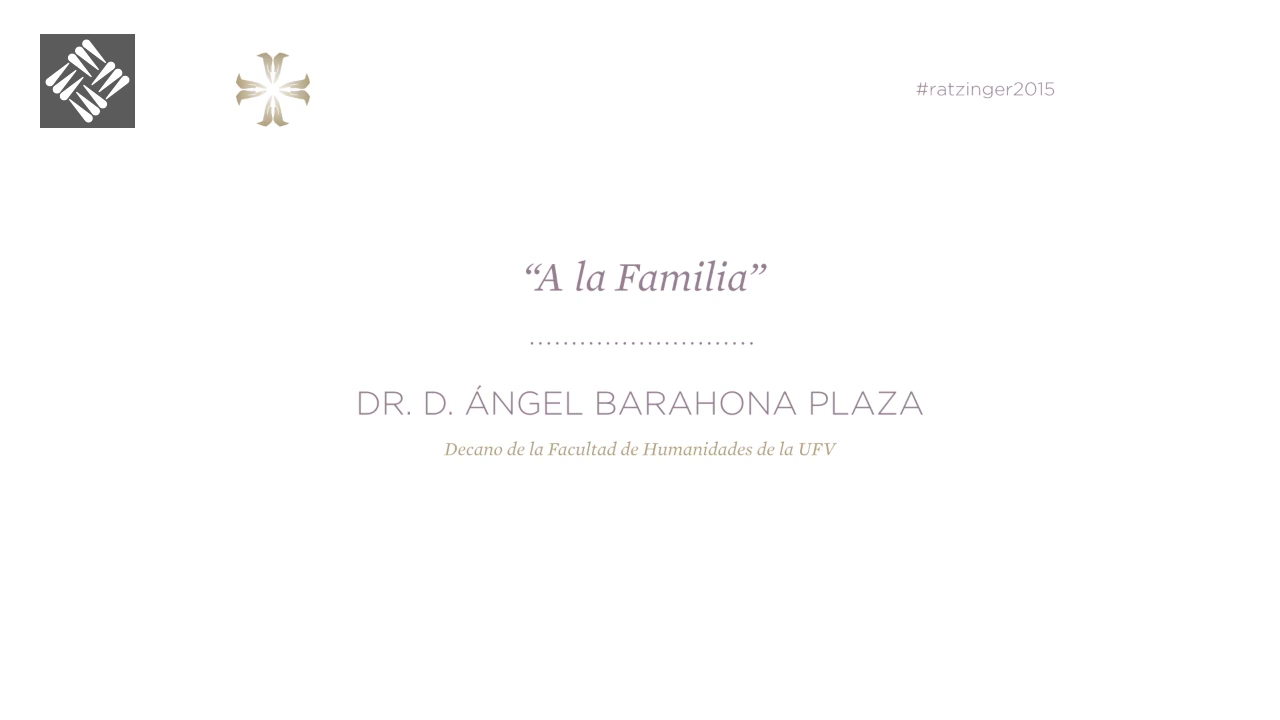 #ratzinger2015
“A la Familia”
DR. D. ÁNGEL BARAHONA PLAZA
Decano de la Facultad de Humanidades de la UFV